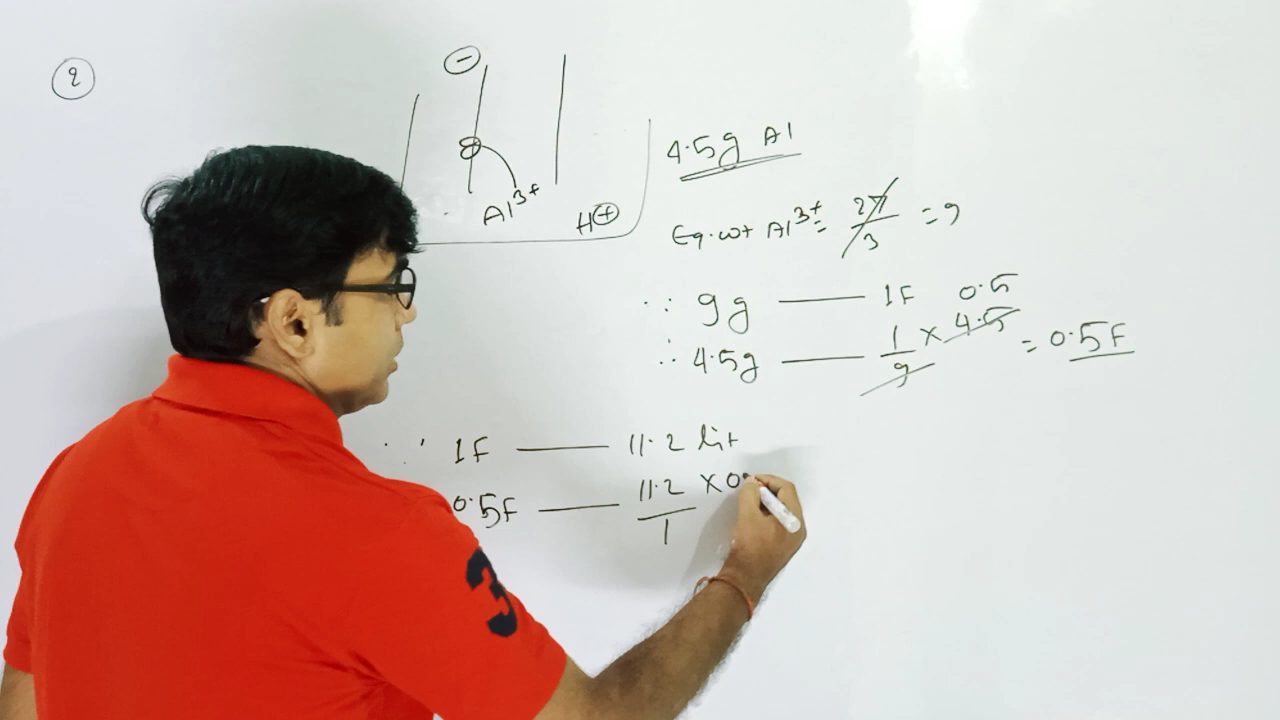 2
−
Al³⁺ H⊕
4.5g Al
Eq. wt Al³⁺ = 27/3 = 9
∵ 9g —— 1F 0.5
∴ 4.5g —— 1/9 × 4.5 = 0.5F
∵ 1F —— 11.2 lit
0.5F —— 11.2/1 × 0
3